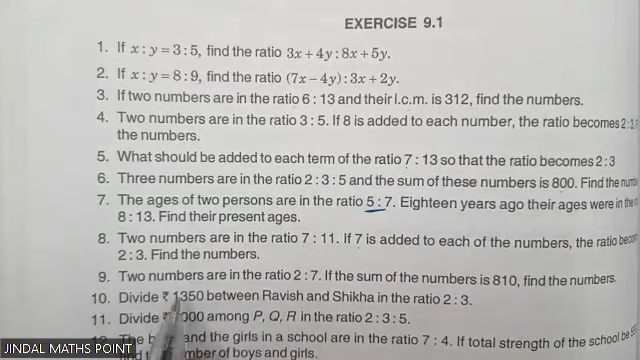 EXERCISE 9.1
1. If x : y = 3 : 5, find the ratio 3x + 4y : 8x + 5y.
2. If x : y = 8 : 9, find the ratio (7x – 4y) : 3x + 2y.
3. If two numbers are in the ratio 6 : 13 and their l.c.m. is 312, find the numbers.
4. Two numbers are in the ratio 3 : 5. If 8 is added to each number, the ratio becomes 2 : 3
the numbers.
5. What should be added to each term of the ratio 7 : 13 so that the ratio becomes 2 : 3
6. Three numbers are in the ratio 2 : 3 : 5 and the sum of these numbers is 800. Find the
7. The ages of two persons are in the ratio 5 : 7. Eighteen years ago their ages were in the
8 : 13. Find their present ages.
8. Two numbers are in the ratio 7 : 11. If 7 is added to each of the numbers, the ratio
2 : 3. Find the numbers.
9. Two numbers are in the ratio 2 : 7. If the sum of the numbers is 810, find the numbers.
10. Divide ₹ 1350 between Ravish and Shikha in the ratio 2 : 3.
11. Divide ₹ 000 among P, Q, R in the ratio 2 : 3 : 5.
The and the girls in a school are in the ratio 7 : 4. If total strength of the school be
of boys and girls.
JINDAL MATHS POINT